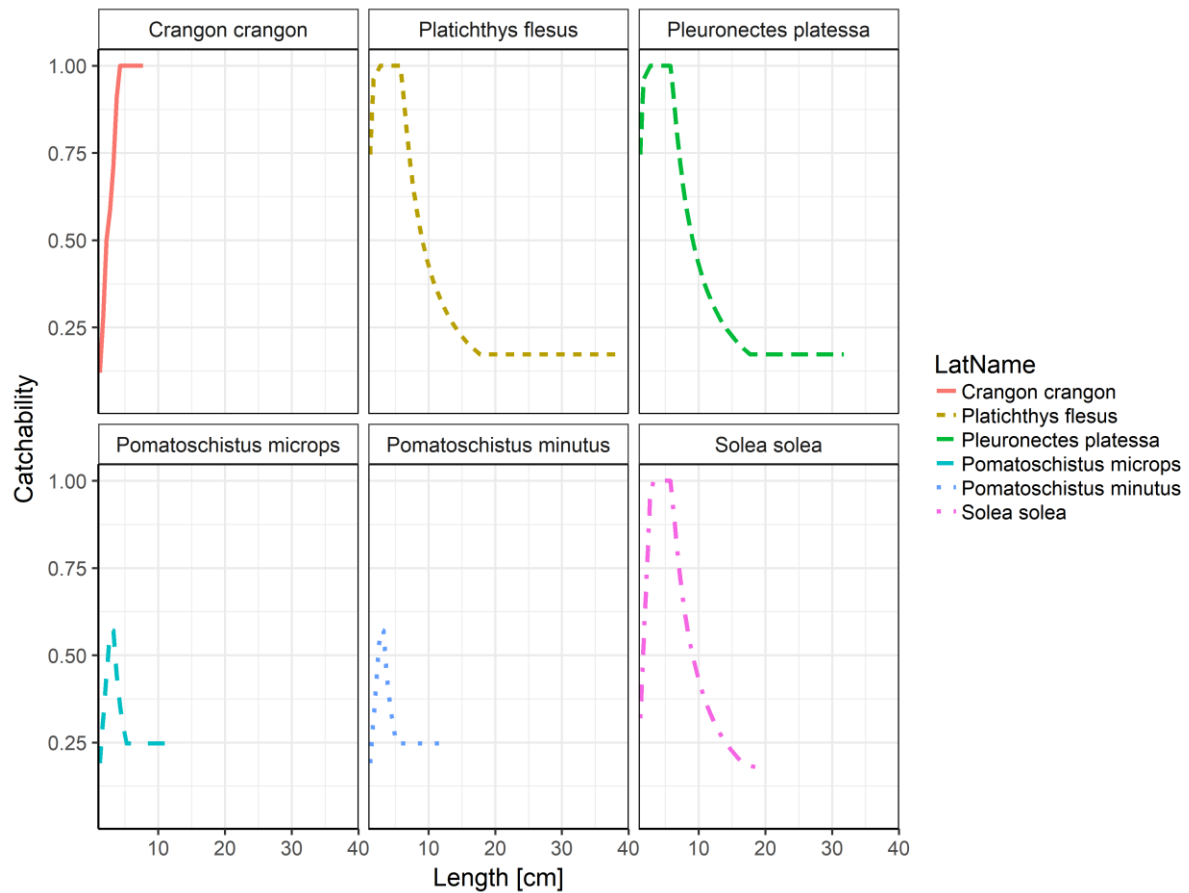 Crangon crangon
Platichthys flesus
Pleuronectes platessa
1.00
0.75
0.50
0.25
Pomatoschistus microps
Pomatoschistus minutus
Solea solea
1.00
0.75
0.50
0.25
10 20 30 40
10 20 30 40
10 20 30 40
Length [cm]
Catchability
LatName
Crangon crangon
Platichthys flesus
Pleuronectes platessa
Pomatoschistus microps
Pomatoschistus minutus
Solea solea